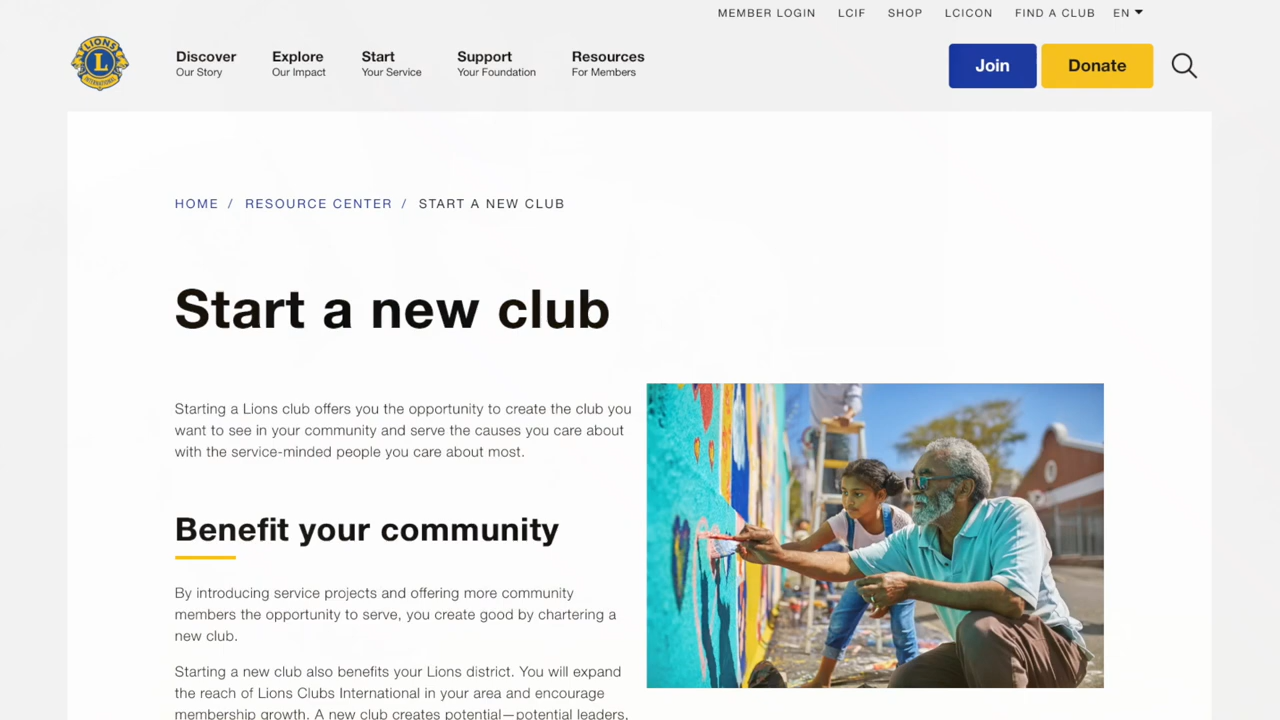 MEMBER LOGIN LCIF SHOP LCICON FIND A CLUB EN
LIONS
L
INTERNATIONAL
Discover
Our Story
Explore
Our Impact
Start
Your Service
Support
Your Foundation
Resources
For Members
Join
Donate
HOME / RESOURCE CENTER / START A NEW CLUB
Start a new club
Starting a Lions club offers you the opportunity to create the club you
want to see in your community and serve the causes you care about
with the service-minded people you care about most.
Benefit your community
By introducing service projects and offering more community
members the opportunity to serve, you create good by chartering a
new club.
Starting a new club also benefits your Lions district. You will expand
the reach of Lions Clubs International in your area and encourage
membership growth. A new club creates potential—potential leaders,